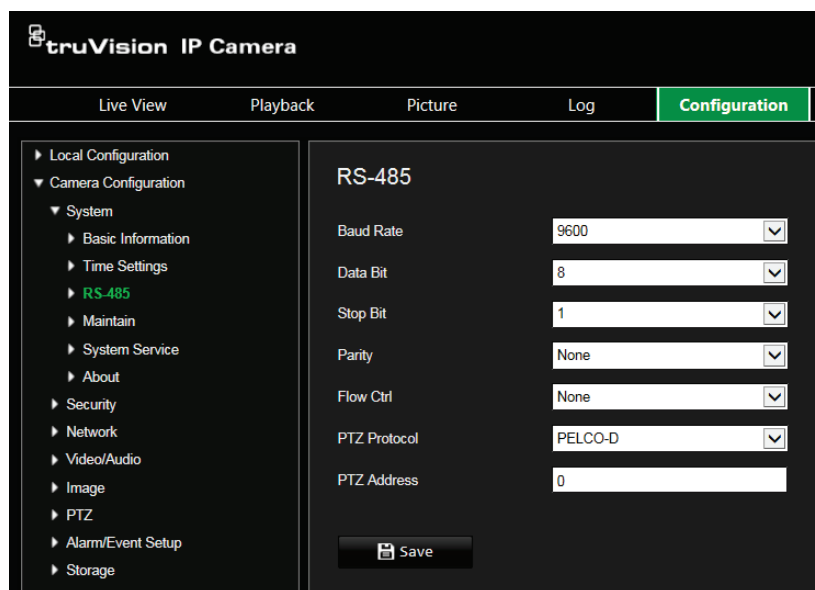 truVision IP Camera
Live View Playback Picture Log Configuration
Local Configuration
Camera Configuration
System
Basic Information
Time Settings
RS-485
Maintain
System Service
About
Security
Network
Video/Audio
Image
PTZ
Alarm/Event Setup
Storage
RS-485
Baud Rate 9600
Data Bit 8
Stop Bit 1
Parity None
Flow Ctrl None
PTZ Protocol PELCO-D
PTZ Address 0
Save